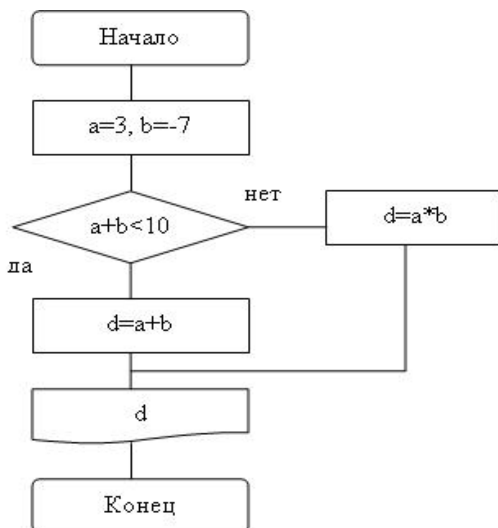 Начало
a=3, b=-7
a+b<10
нет
d=a*b
да
d=a+b
d
Конец